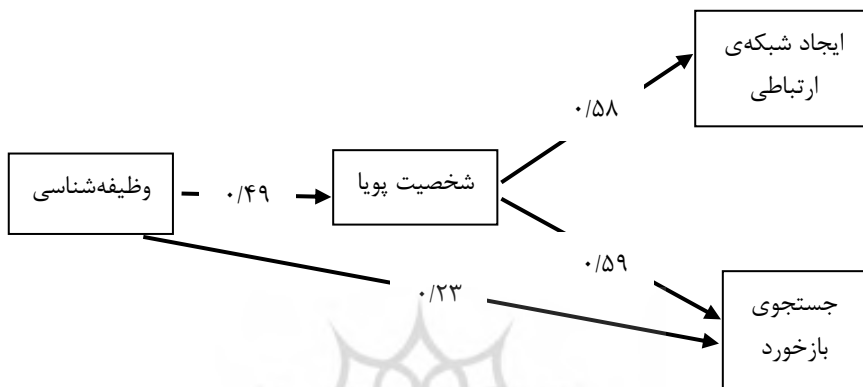 ایجاد شبکه‌ی
ارتباطی
۰/۵۸
شخصیت پویا
وظیفه‌شناسی
۰/۴۹
۰/۵۹
۰/۲۳
جستجوی
بازخورد